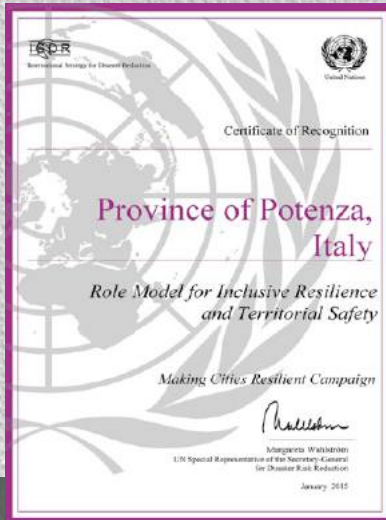 ISDR
International Strategy for Disaster Reduction
United Nations
Certificate of Recognition
Province of Potenza,
Italy
Role Model for Inclusive Resilience
and Territorial Safety
Making Cities Resilient Campaign
Margareta Wahlström
UN Special Representative of the Secretary-General
for Disaster Risk Reduction
January 2015